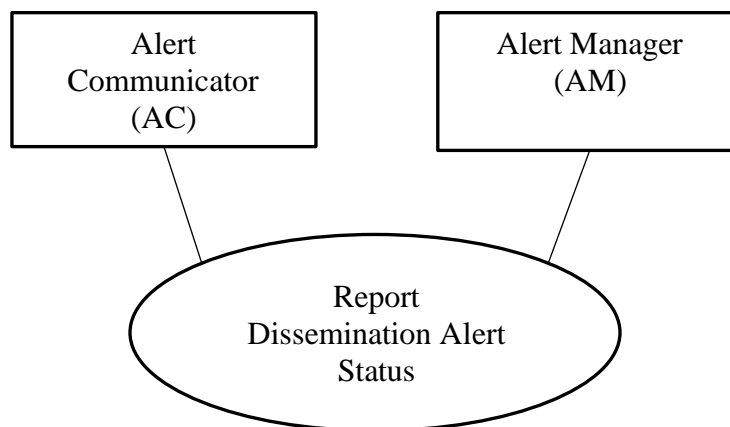 Alert
Communicator
(AC)
Alert Manager
(AM)
Report
Dissemination Alert
Status